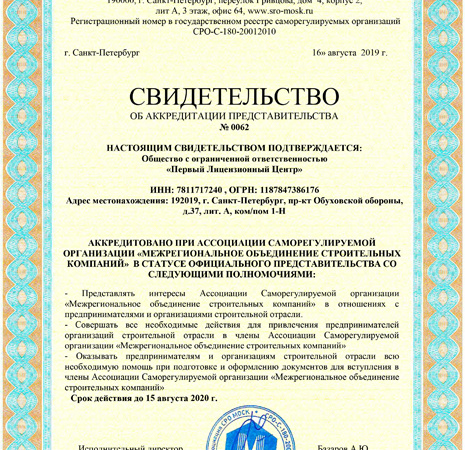 190000, г. Санкт-Петербург, переулок Гривцова, дом 4, корпус 2,
лит А, 3 этаж, офис 64, www.sro-mosk.ru
Регистрационный номер в государственном реестре саморегулируемых организаций
СРО-С-180-20012010
г. Санкт-Петербург 16» августа 2019 г.
СВИДЕТЕЛЬСТВО
ОБ АККРЕДИТАЦИИ ПРЕДСТАВИТЕЛЬСТВА
№ 0062
НАСТОЯЩИМ СВИДЕТЕЛЬСТВОМ ПОДТВЕРЖДАЕТСЯ:
Общество с ограниченной ответственностью
«Первый Лицензионный Центр»
ИНН: 7811717240 , ОГРН: 1187847386176
Адрес местонахождения: 192019, г. Санкт-Петербург, пр-кт Обуховской обороны,
д.37, лит. А, ком/пом 1-Н
АККРЕДИТОВАНО ПРИ АССОЦИАЦИИ САМОРЕГУЛИРУЕМОЙ
ОРГАНИЗАЦИИ «МЕЖРЕГИОНАЛЬНОЕ ОБЪЕДИНЕНИЕ СТРОИТЕЛЬНЫХ
КОМПАНИЙ» В СТАТУСЕ ОФИЦИАЛЬНОГО ПРЕДСТАВИТЕЛЬСТВА СО
СЛЕДУЮЩИМИ ПОЛНОМОЧИЯМИ:
- Представлять интересы Ассоциации Саморегулируемой организации
«Межрегиональное объединение строительных компаний» в отношениях с
предпринимателями и организациями строительной отрасли.
- Совершать все необходимые действия для привлечения предпринимателей
организаций строительной отрасли в члены Ассоциации Саморегулируемой
организации «Межрегиональное объединение строительных компаний»
- Оказывать предпринимателям и организациям строительной отрасли всю
необходимую помощь при подготовке и оформлению документов для вступления в
члены Ассоциации Саморегулируемой организации «Межрегиональное объединение
строительных компаний»
Срок действия до 15 августа 2020 г.
СРО МОСК
СРО-С-180-
Исполнительный директор Базаров А.Ю.